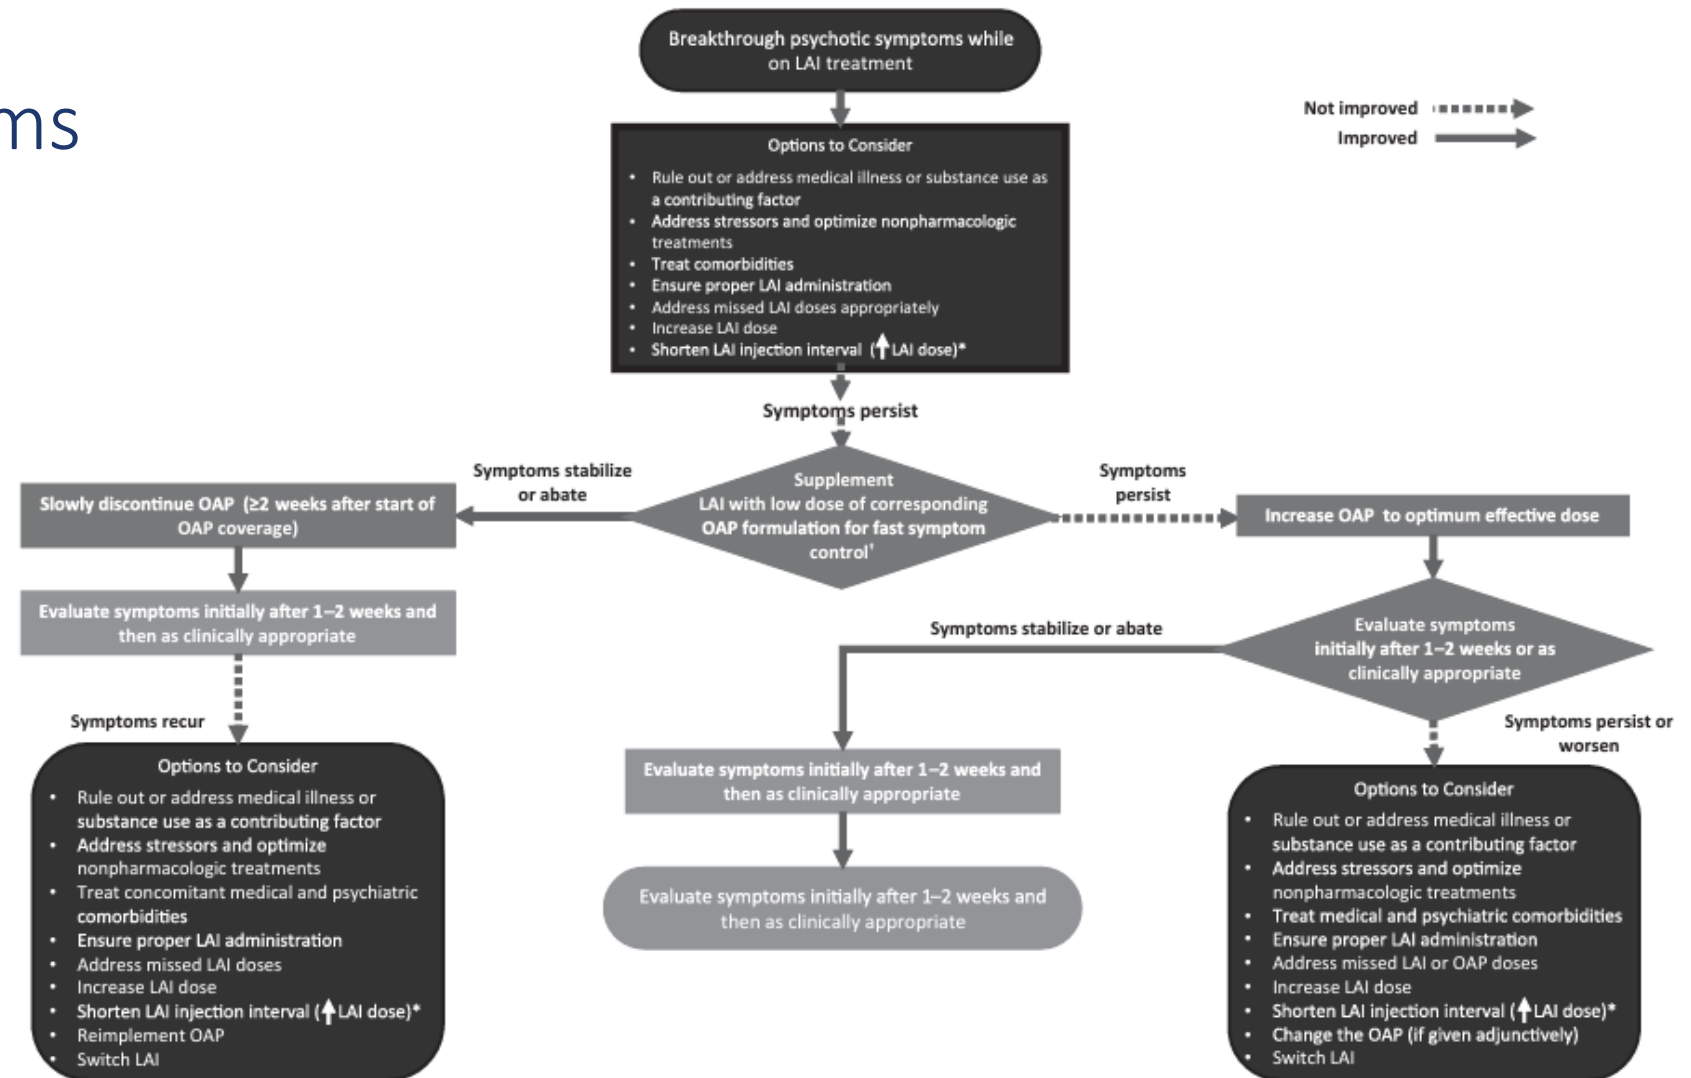 ms
Breakthrough psychotic symptoms while
on LAI treatment
Not improved
Improved
Options to Consider
• Rule out or address medical illness or substance use as
a contributing factor
• Address stressors and optimize nonpharmacologic
treatments
• Treat comorbidities
• Ensure proper LAI administration
• Address missed LAI doses appropriately
• Increase LAI dose
• Shorten LAI injection interval (↑LAI dose)*
Symptoms persist
Symptoms stabilize
or abate
Supplement
LAI with low dose of corresponding
OAP formulation for fast symptom
control†
Symptoms
persist
Slowly discontinue OAP (≥2 weeks after start of
OAP coverage)
Increase OAP to optimum effective dose
Evaluate symptoms initially after 1–2 weeks and
then as clinically appropriate
Symptoms stabilize or abate
Evaluate symptoms
initially after 1–2 weeks or as
clinically appropriate
Symptoms recur
Symptoms persist or
worsen
Options to Consider
• Rule out or address medical illness or
substance use as a contributing factor
• Address stressors and optimize
nonpharmacologic treatments
• Treat concomitant medical and psychiatric
comorbidities
• Ensure proper LAI administration
• Address missed LAI doses
• Increase LAI dose
• Shorten LAI injection interval (↑LAI dose)*
• Reimplement OAP
• Switch LAI
Evaluate symptoms initially after 1–2 weeks and
then as clinically appropriate
Evaluate symptoms initially after 1–2 weeks and
then as clinically appropriate
Options to Consider
• Rule out or address medical illness or
substance use as a contributing factor
• Address stressors and optimize
nonpharmacologic treatments
• Treat medical and psychiatric comorbidities
• Ensure proper LAI administration
• Address missed LAI or OAP doses
• Increase LAI dose
• Shorten LAI injection interval (↑LAI dose)*
• Change the OAP (if given adjunctively)
• Switch LAI